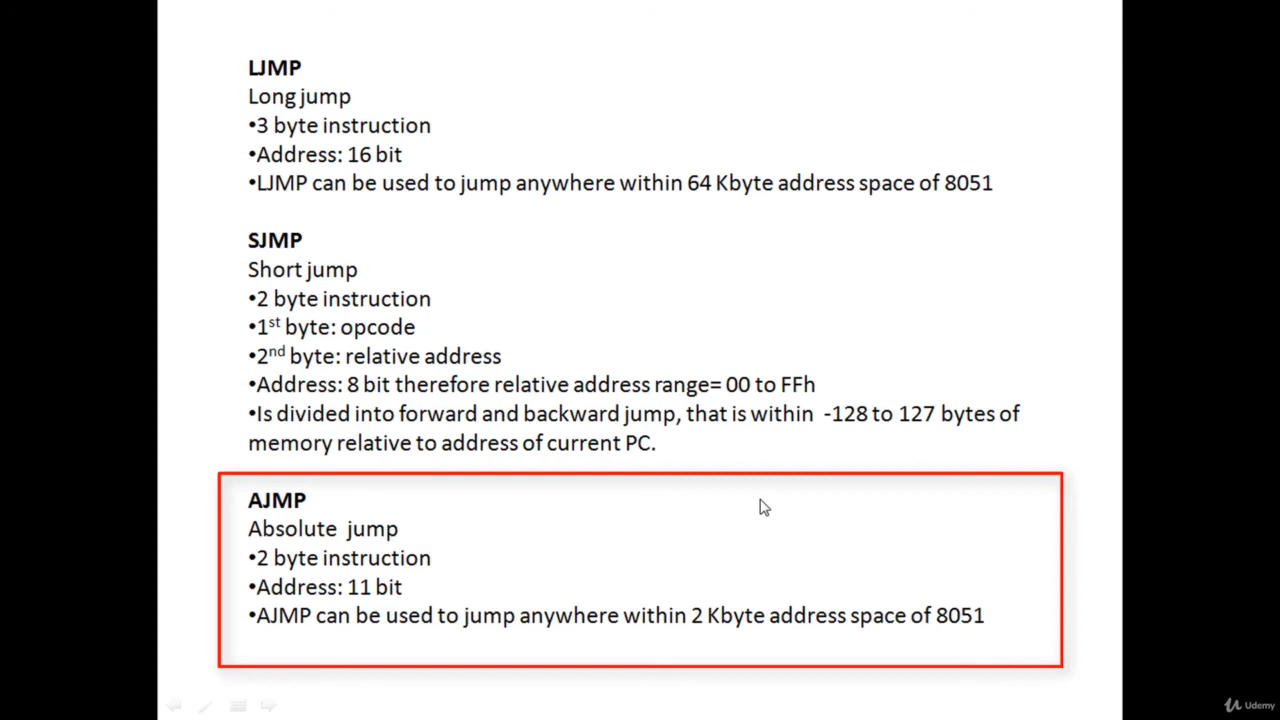 LJMP
Long jump
•3 byte instruction
•Address: 16 bit
•LJMP can be used to jump anywhere within 64 Kbyte address space of 8051
SJMP
Short jump
•2 byte instruction
•1st byte: opcode
•2nd byte: relative address
•Address: 8 bit therefore relative address range= 00 to FFh
•Is divided into forward and backward jump, that is within -128 to 127 bytes of
memory relative to address of current PC.
AJMP
Absolute jump
•2 byte instruction
•Address: 11 bit
•AJMP can be used to jump anywhere within 2 Kbyte address space of 8051
Udemy